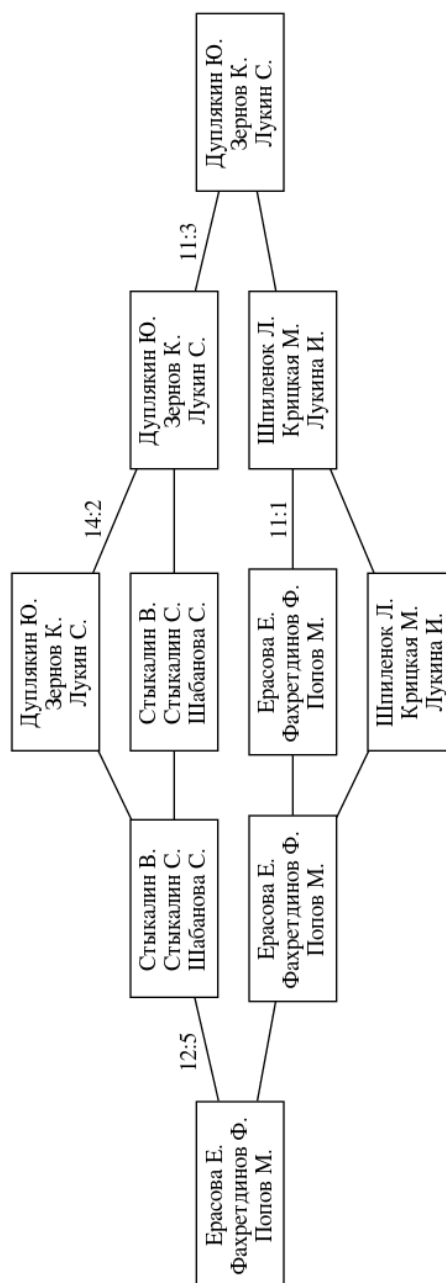 Дуплякин Ю.
Зернов К.
Лукин С.
14:2
Стыкалин В.
Стыкалин С.
Шабанова С.
Стыкалин В.
Стыкалин С.
Шабанова С.
Дуплякин Ю.
Зернов К.
Лукин С.
12:5
11:3
Ерасова Е.
Фахретдинов Ф.
Попов М.
Дуплякин Ю.
Зернов К.
Лукин С.
Ерасова Е.
Фахретдинов Ф.
Попов М.
Ерасова Е.
Фахретдинов Ф.
Попов М.
11:1
Шпиленок Л.
Крицкая М.
Лукина И.
Шпиленок Л.
Крицкая М.
Лукина И.